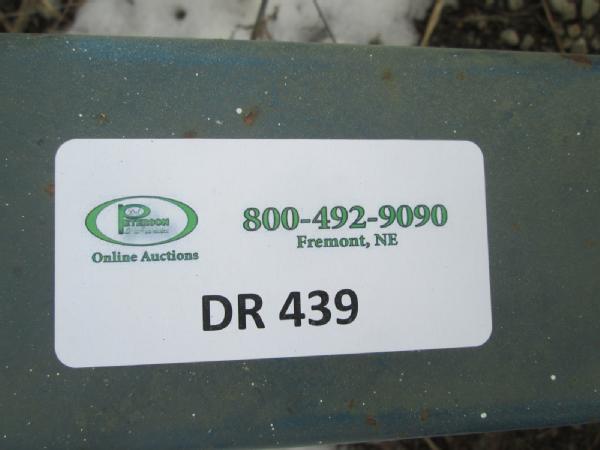 PETERSON
Online Auctions
800-492-9090
Fremont, NE
DR 439